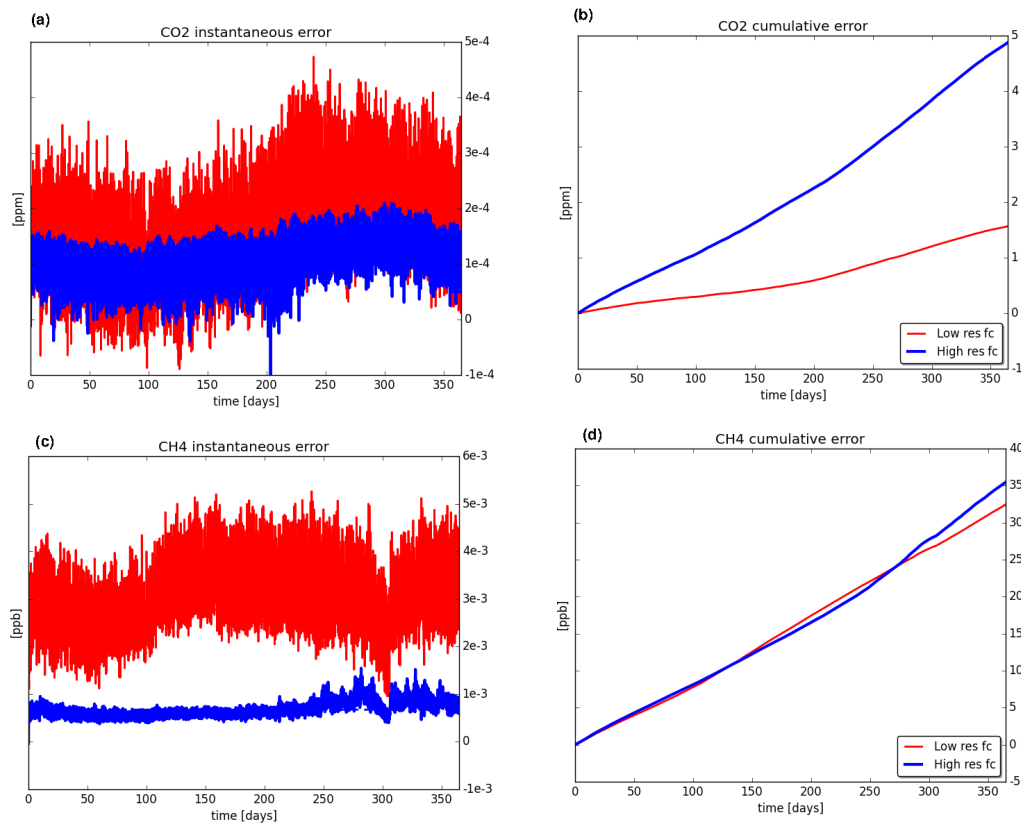 (a)
CO2 instantaneous error
5e-4
4e-4
3e-4
2e-4
1e-4
0
-1e-4
[ppm]
0 50 100 150 200 250 300 350
time [days]
(b)
CO2 cumulative error
5
4
3
2
1
0
-1
[ppm]
Low res fc
High res fc
0 50 100 150 200 250 300 350
time [days]
(c)
CH4 instantaneous error
6e-3
5e-3
4e-3
3e-3
2e-3
1e-3
0
-1e-3
[ppb]
0 50 100 150 200 250 300 350
time [days]
(d)
CH4 cumulative error
40
35
30
25
20
15
10
5
0
-5
[ppb]
Low res fc
High res fc
0 50 100 150 200 250 300 350
time [days]